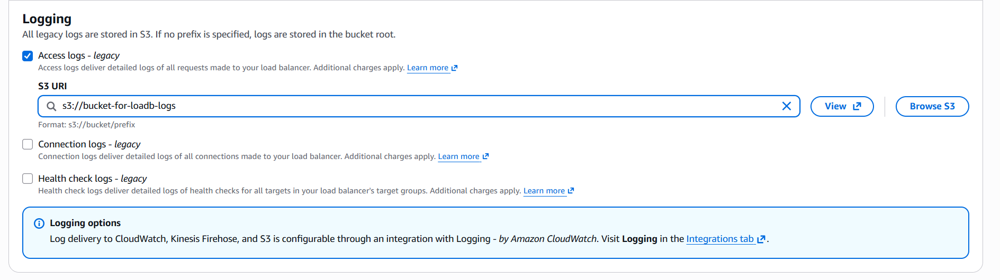 Logging
All legacy logs are stored in S3. If no prefix is specified, logs are stored in the bucket root.
Access logs - legacy
Access logs deliver detailed logs of all requests made to your load balancer. Additional charges apply. Learn more
S3 URI
s3://bucket-for-loadb-logs
View
Browse S3
Format: s3://bucket/prefix
Connection logs - legacy
Connection logs deliver detailed logs of all connections made to your load balancer. Additional charges apply. Learn more
Health check logs - legacy
Health check logs deliver detailed logs of health checks for all targets in your load balancer's target groups. Additional charges apply. Learn more
Logging options
Log delivery to CloudWatch, Kinesis Firehose, and S3 is configurable through an integration with Logging - by Amazon CloudWatch. Visit Logging in the Integrations tab.